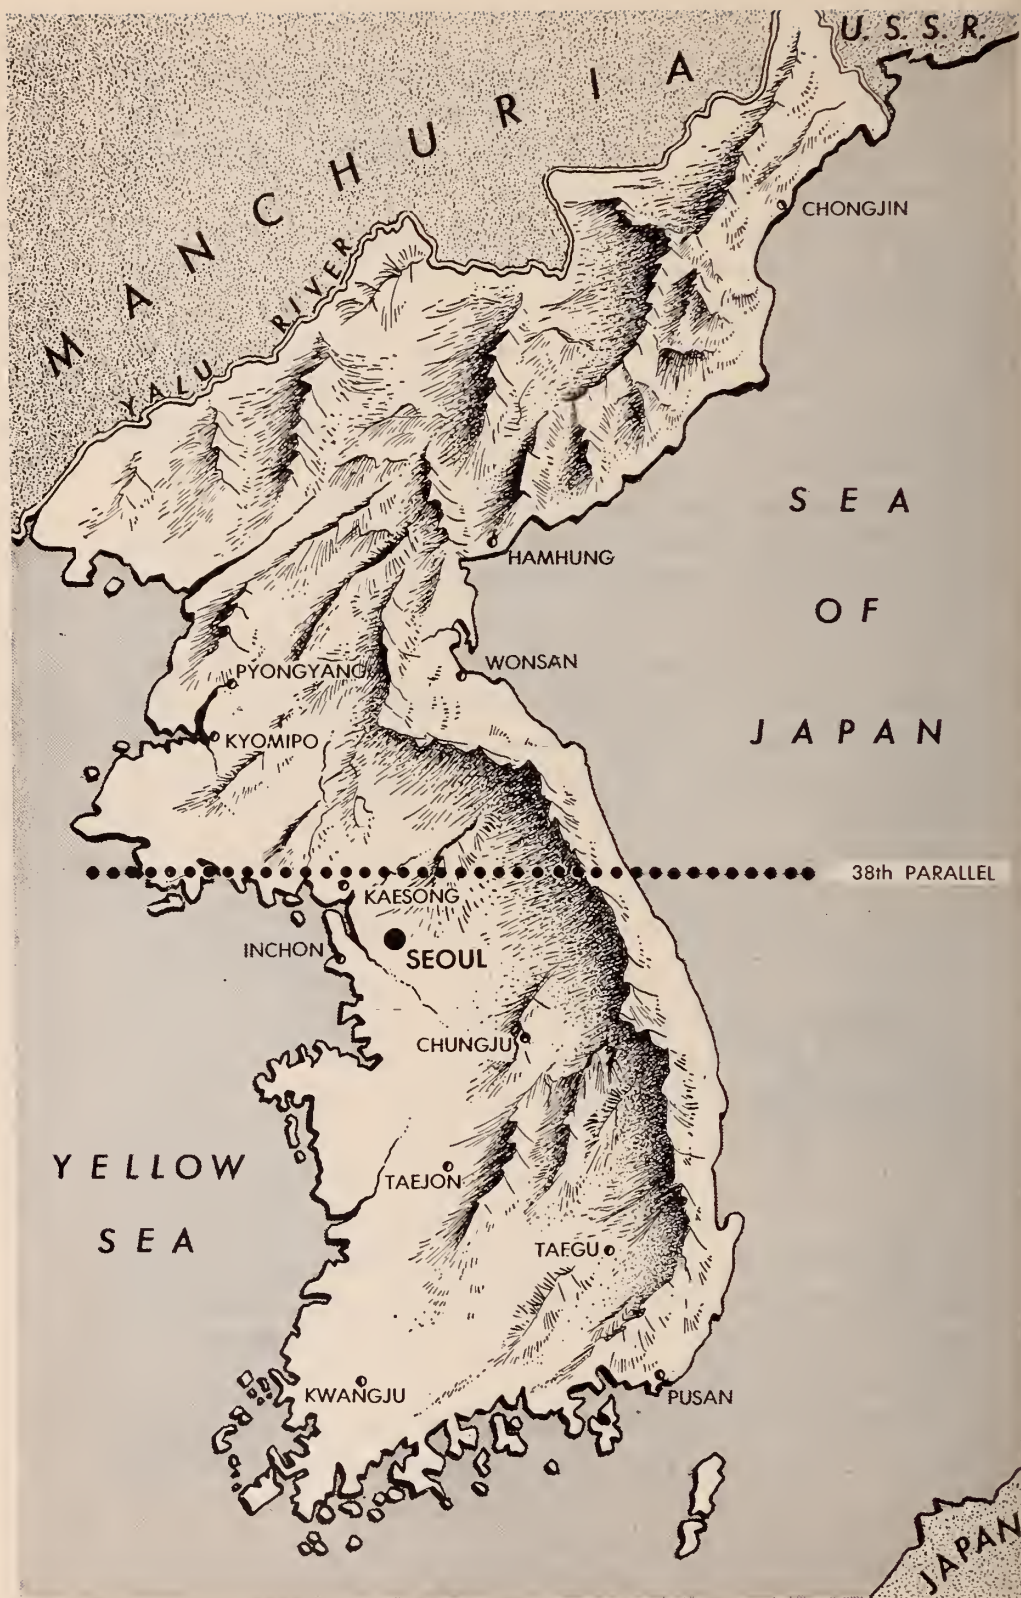 U. S. S. R.
MANCHURIA
YALU RIVER
CHONGJIN
SEA
OF
JAPAN
HAMHUNG
WONSAN
PYONGYANG
KYOMIPO
38th PARALLEL
KAESONG
INCHON
SEOUL
CHUNGJU
YELLOW
SEA
TAEJON
TAEGU
KWANGJU
PUSAN
JAPAN